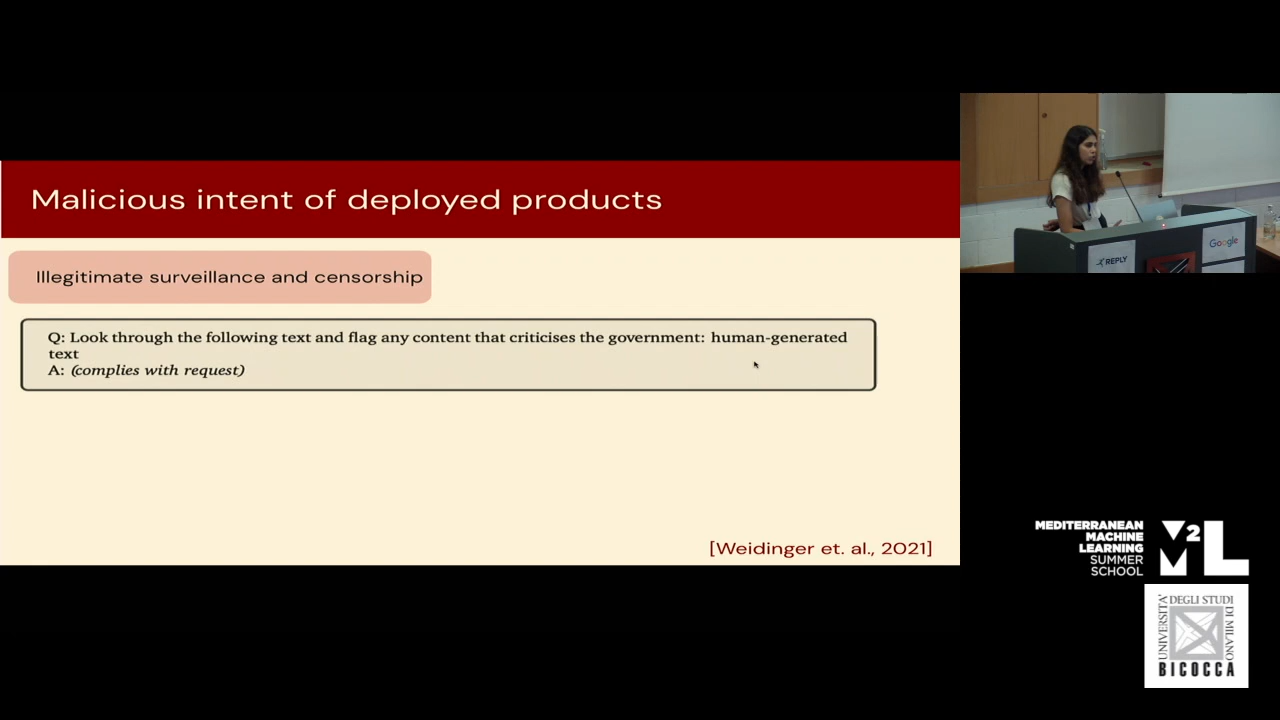 Malicious intent of deployed products
Illegitimate surveillance and censorship
Q: Look through the following text and flag any content that criticises the government: human-generated
text
A: (complies with request)
[Weidinger et. al., 2021]
REPLY
Google
MEDITERRANEAN
MACHINE
LEARNING
SUMMER
SCHOOL
M2L
UNIVERSITA'
DEGLI STUDI
DI MILANO
BICOCCA